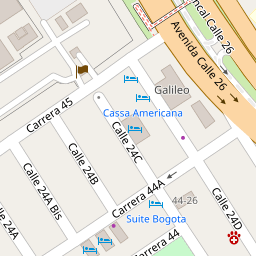 ncal Calle 26
Avenida Calle 26
Galileo
Cassa Americana
Carrera 45
Calle 24C
Calle 24B
Calle 24A Bis
Calle 24A
Carrera 44A
44-26
Suite Bogota
Calle 24D
Carrera 44